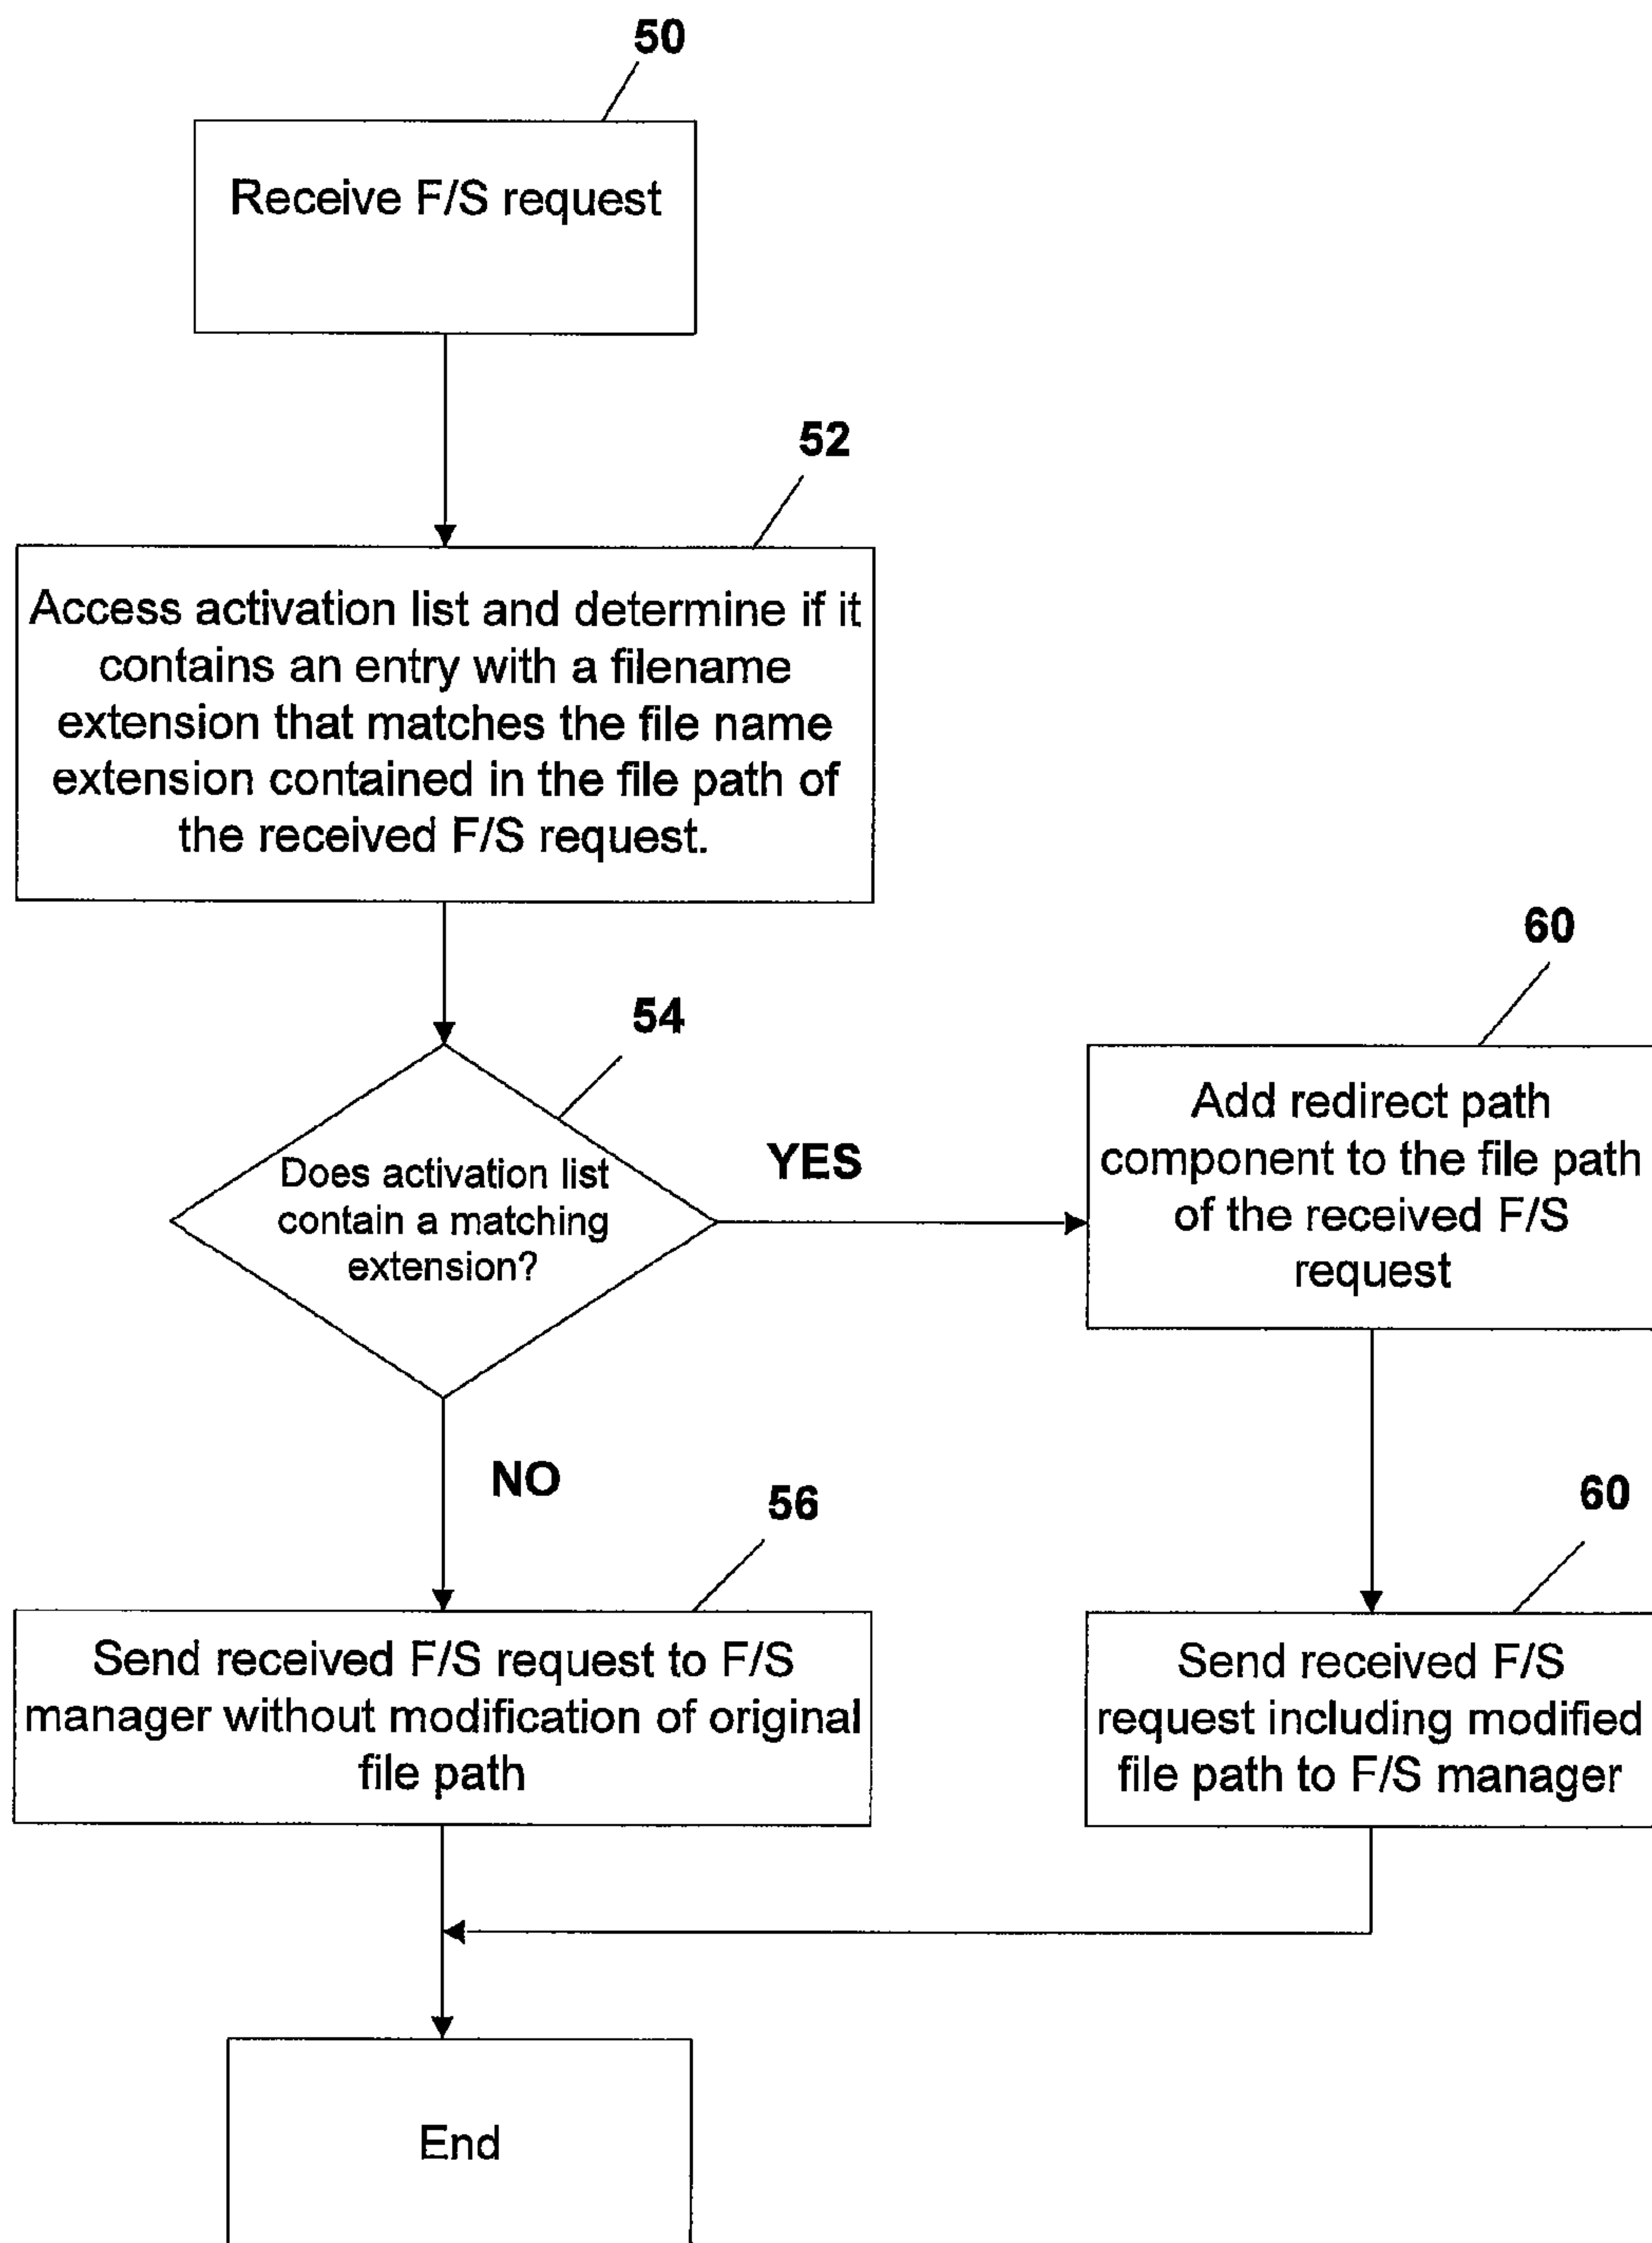 50
Receive F/S request
52
Access activation list and determine if it
contains an entry with a filename
extension that matches the file name
extension contained in the file path of
the received F/S request.
54
Does activation list
contain a matching
extension?
YES
60
Add redirect path
component to the file path
of the received F/S
request
NO
56
Send received F/S request to F/S
manager without modification of original
file path
60
Send received F/S
request including modified
file path to F/S manager
End